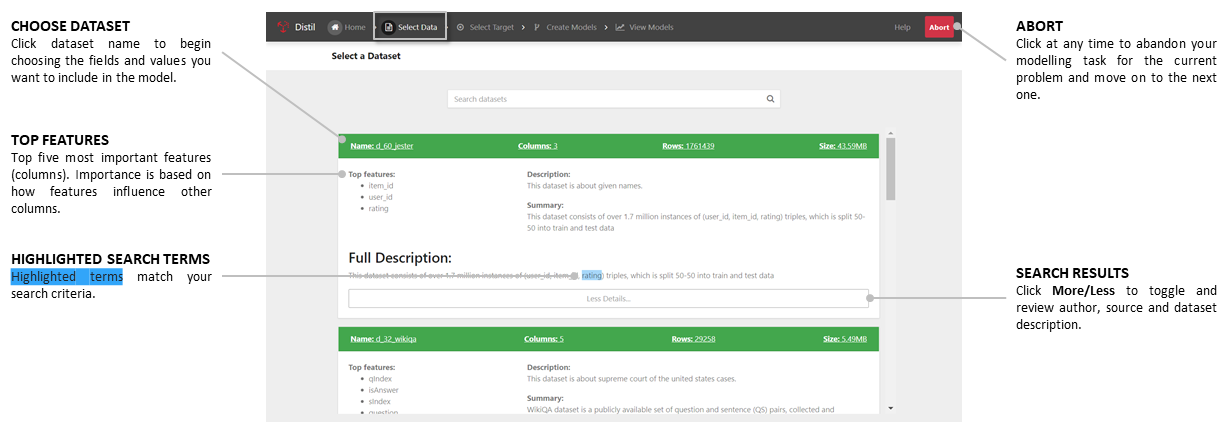 CHOOSE DATASET
Click dataset name to begin
choosing the fields and values you
want to include in the model.
TOP FEATURES
Top five most important features
(columns). Importance is based on
how features influence other
columns.
HIGHLIGHTED SEARCH TERMS
Highlighted terms match your
search criteria.
Distil Home Select Data Select Target Create Models View Models Help Abort
Select a Dataset
Search datasets
Name: d_60_jester Columns: 3 Rows: 1761439 Size: 43.59MB
Top features:
item_id
user_id
rating
Description:
This dataset is about given names.
Summary:
This dataset consists of over 1.7 million instances of (user_id, item_id, rating) triples, which is split 50-
50 into train and test data
Full Description:
This dataset consists of over 1.7 million instances of (user_id, item_id, rating) triples, which is split 50-50 into train and test data
Less Details...
Name: d_32_wikiqa Columns: 5 Rows: 29258 Size: 5.49MB
Top features:
qIndex
isAnswer
sIndex
question
Description:
This dataset is about supreme court of the united states cases.
Summary:
WikiQA dataset is a publicly available set of question and sentence (QS) pairs, collected and
ABORT
Click at any time to abandon your
modelling task for the current
problem and move on to the next
one.
SEARCH RESULTS
Click More/Less to toggle and
review author, source and dataset
description.